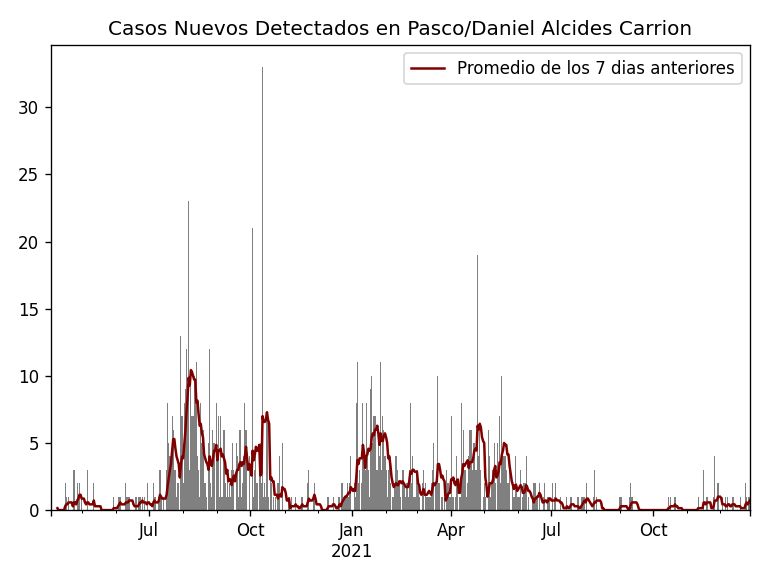 Casos Nuevos Detectados en Pasco/Daniel Alcides Carrion
Promedio de los 7 dias anteriores
30
25
20
15
10
5
0
Jul Oct Jan Apr Jul Oct
2021